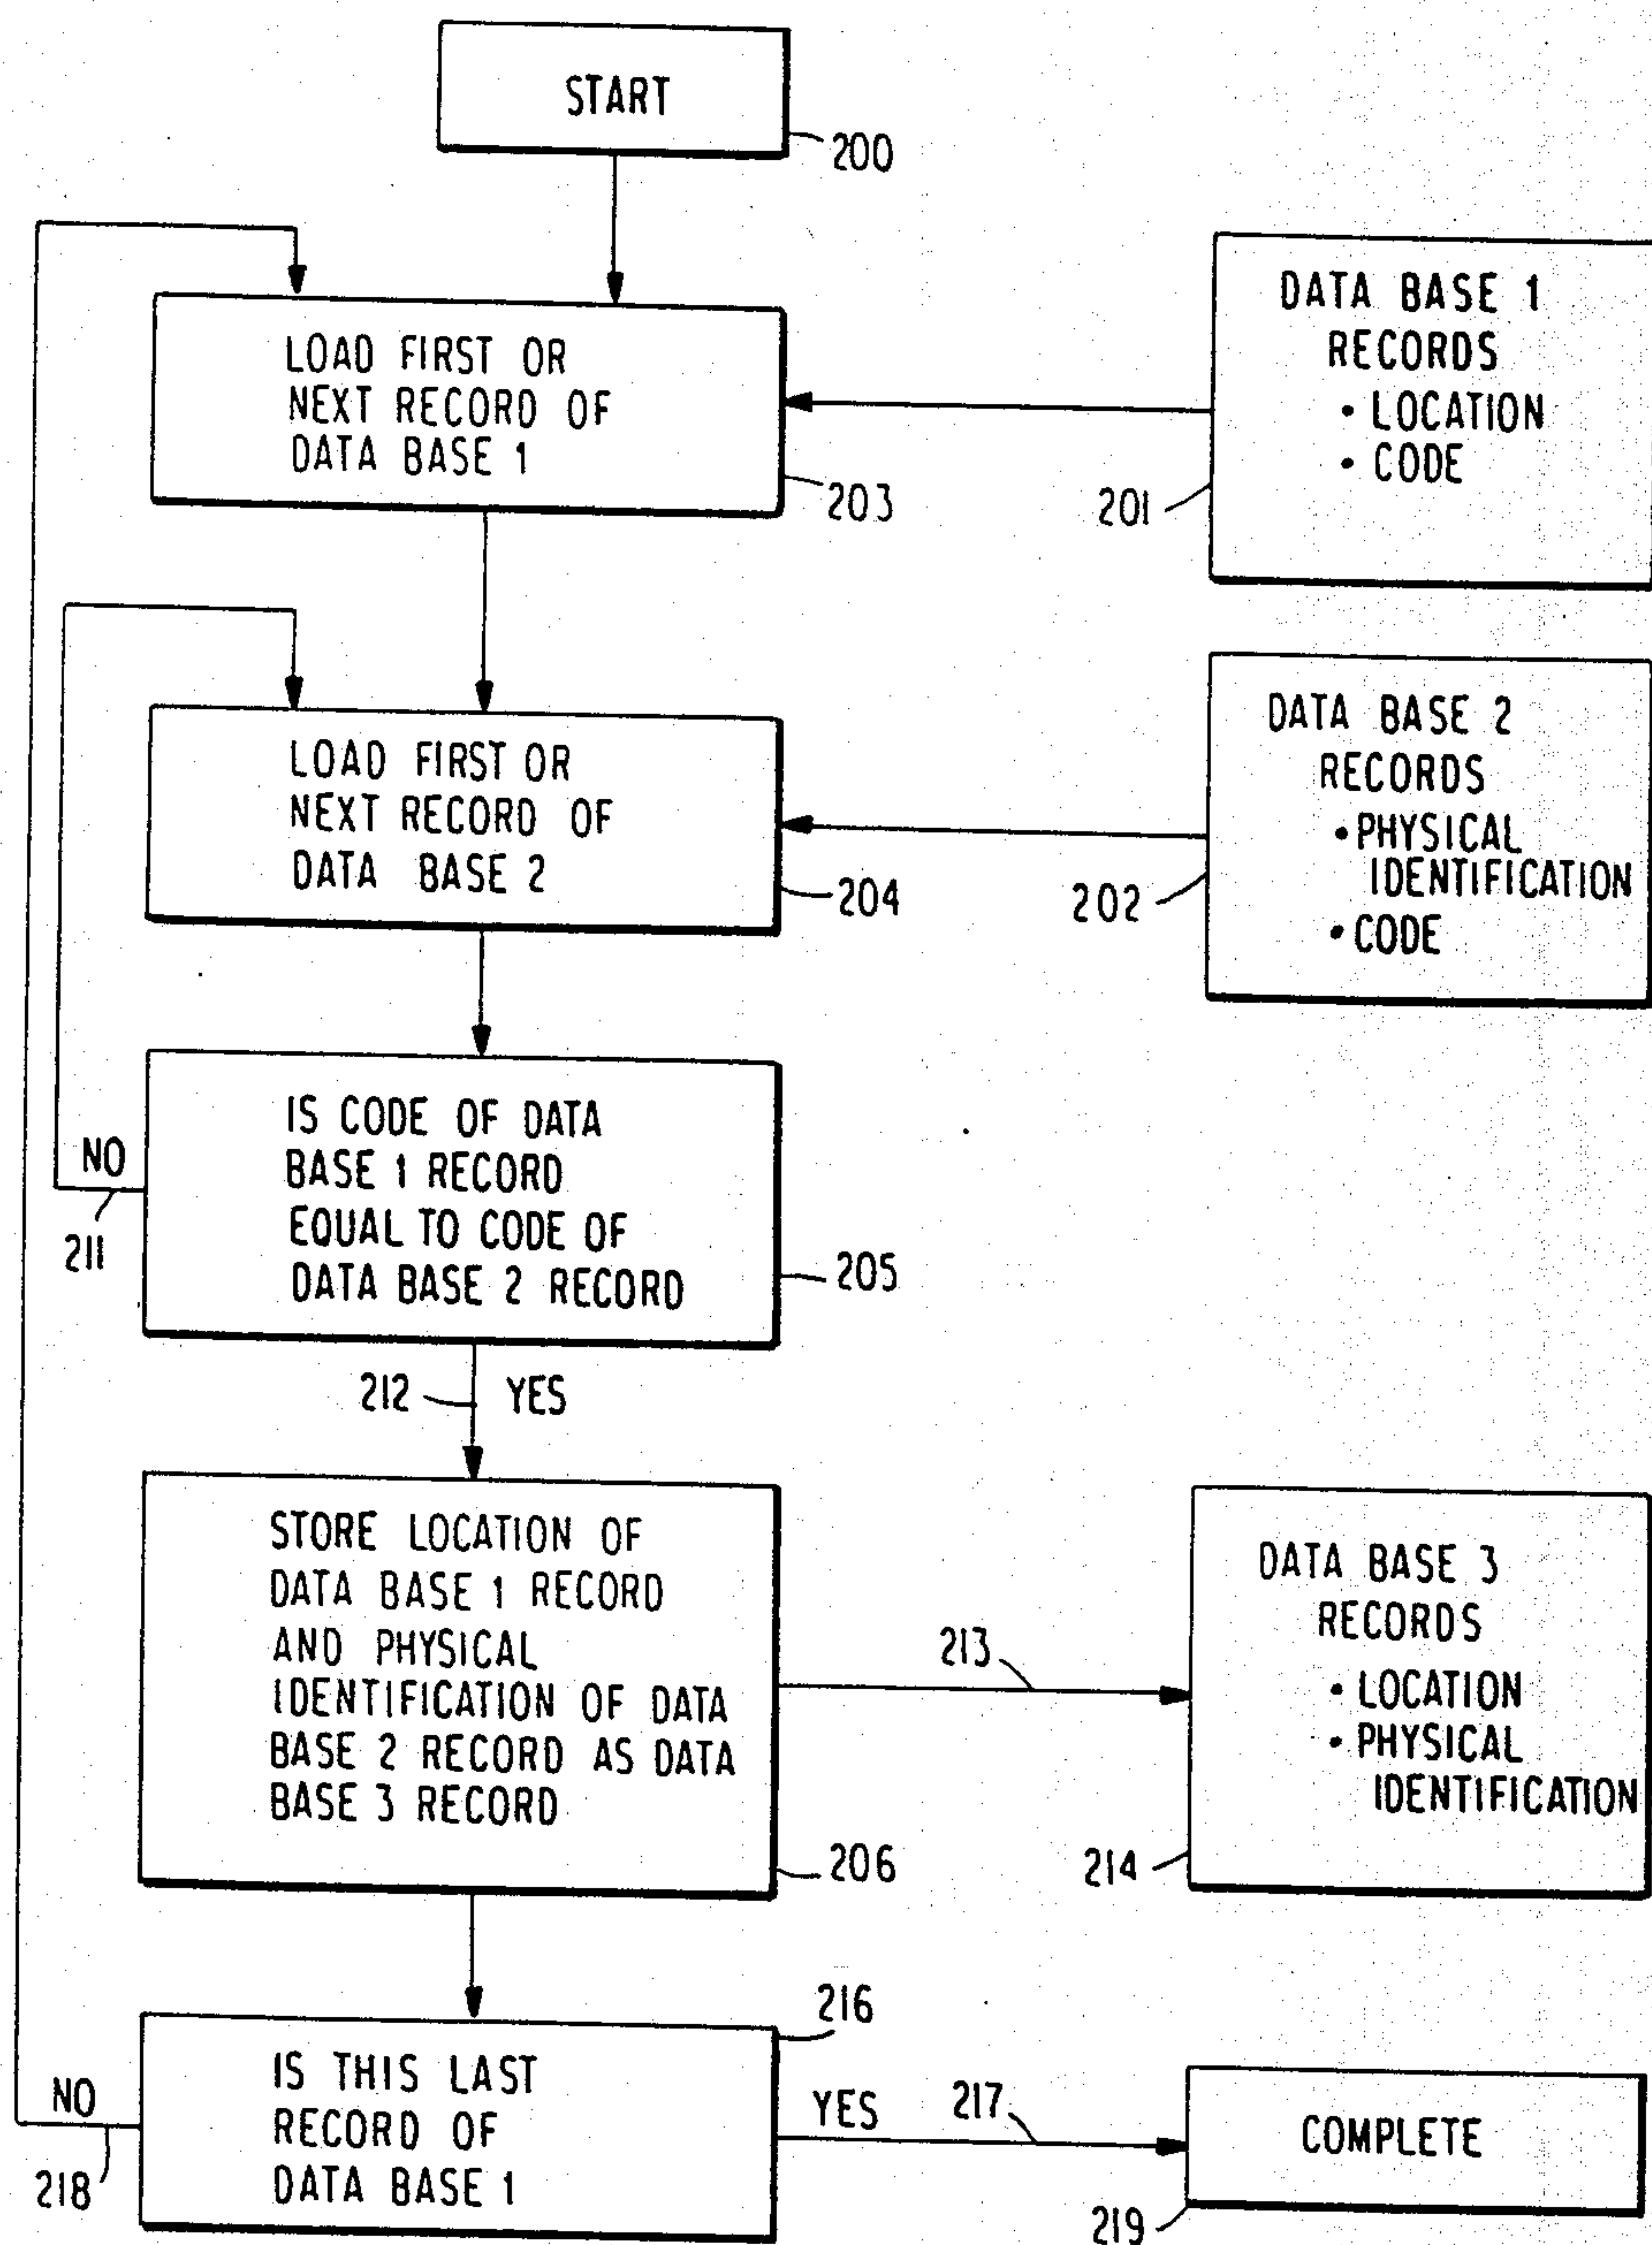 START
200
LOAD FIRST OR
NEXT RECORD OF
DATA BASE 1
203
DATA BASE 1
RECORDS
• LOCATION
• CODE
201
LOAD FIRST OR
NEXT RECORD OF
DATA BASE 2
204
DATA BASE 2
RECORDS
• PHYSICAL
IDENTIFICATION
• CODE
202
IS CODE OF DATA
BASE 1 RECORD
EQUAL TO CODE OF
DATA BASE 2 RECORD
205
NO
211
212
YES
STORE LOCATION OF
DATA BASE 1 RECORD
AND PHYSICAL
IDENTIFICATION OF DATA
BASE 2 RECORD AS DATA
BASE 3 RECORD
206
213
DATA BASE 3
RECORDS
• LOCATION
• PHYSICAL
IDENTIFICATION
214
216
IS THIS LAST
RECORD OF
DATA BASE 1
NO
218
YES
217
COMPLETE
219